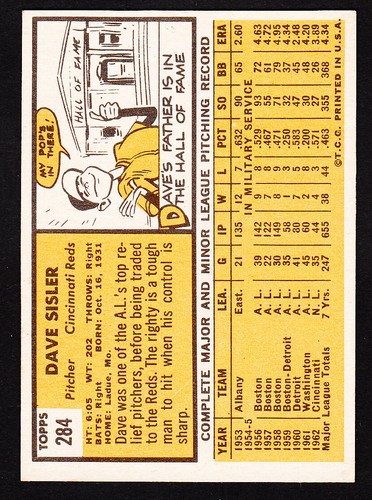 TOPPS
284
DAVE SISLER
Pitcher Cincinnati Reds
HT: 6:05 WT: 202 THROWS: Right
BATS: Right BORN: Oct. 16, 1931
HOME: Ladue, Mo.
Dave was one of the A.L.'s top re-
lief pitchers, before being traded
to the Reds. The righty is a tough
man to hit when his control is
sharp.
MY POP'S
IN THERE!
HALL OF FAME
DAVE'S FATHER IS IN
THE HALL OF FAME
COMPLETE MAJOR AND MINOR LEAGUE PITCHING RECORD
YEAR TEAM LEA. G IP W L PCT SO BB ERA
1953 Albany East 21 135 12 7 .632 90 65 2.60
1954-5 IN MILITARY SERVICE
1956 Boston A. L. 39 142 9 8 .529 93 72 4.63
1957 Boston A. L. 22 122 7 8 .467 55 61 4.72
1958 Boston A. L. 30 149 8 9 .471 71 79 4.95
1959 Boston-Detroit A. L. 35 58 1 3 .250 32 37 4.34
1960 Detroit A. L. 41 80 7 5 .583 47 45 2.48
1961 Washington A. L. 45 60 2 8 .200 30 48 4.20
1962 Cincinnati N. L. 35 44 4 3 .571 27 26 3.89
Major League Totals 7 Yrs. 247 655 38 44 .463 355 368 4.34
©T.C.C. PRINTED IN U.S.A.